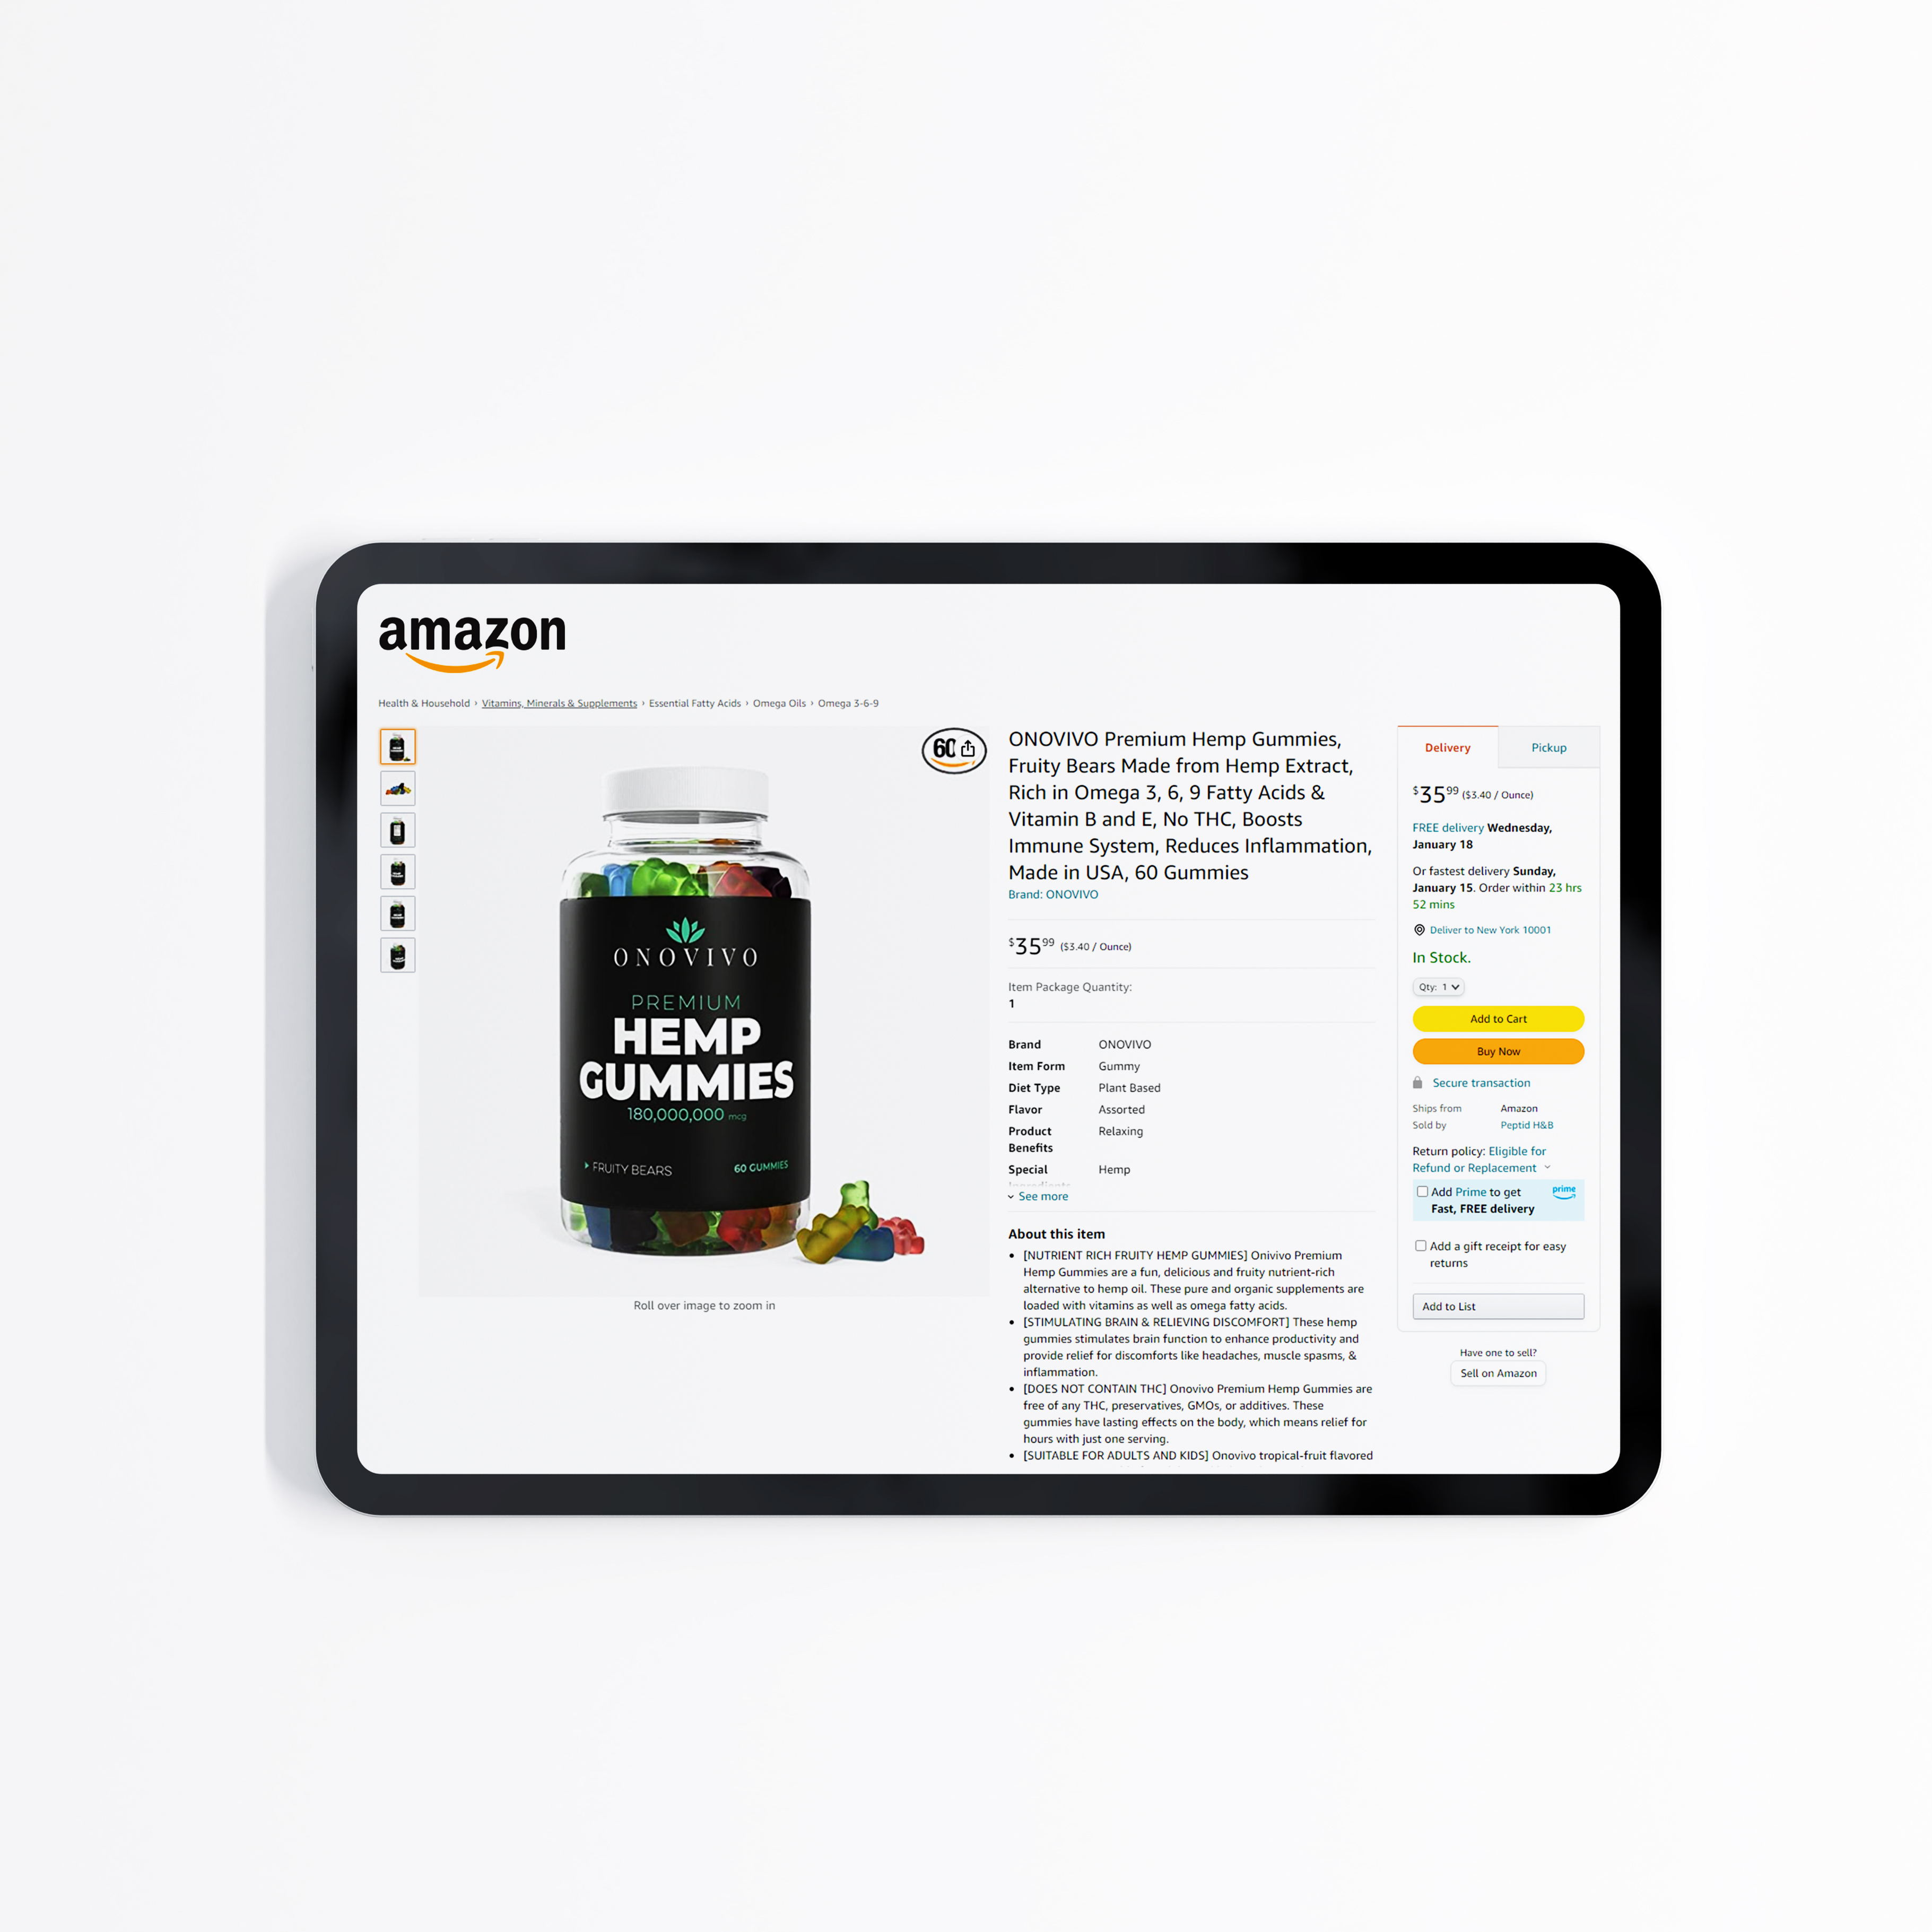 amazon
Health & Household › Vitamins, Minerals & Supplements › Essential Fatty Acids › Omega Oils › Omega 3-6-9
60
ONOVIVO
PREMIUM
HEMP
GUMMIES
180,000,000 mcg
FRUITY BEARS
60 GUMMIES
Roll over image to zoom in
ONOVIVO Premium Hemp Gummies,
Fruity Bears Made from Hemp Extract,
Rich in Omega 3, 6, 9 Fatty Acids &
Vitamin B and E, No THC, Boosts
Immune System, Reduces Inflammation,
Made in USA, 60 Gummies
Brand: ONOVIVO
$35.99 ($3.40 / Ounce)
Item Package Quantity:
1
Brand ONOVIVO
Item Form Gummy
Diet Type Plant Based
Flavor Assorted
Product Relaxing
Benefits
Special Hemp
See more
About this item
• [NUTRIENT RICH FRUITY HEMP GUMMIES] Onivivo Premium
Hemp Gummies are a fun, delicious and fruity nutrient-rich
alternative to hemp oil. These pure and organic supplements are
loaded with vitamins as well as omega fatty acids.
• [STIMULATING BRAIN & RELIEVING DISCOMFORT] These hemp
gummies stimulates brain function to enhance productivity and
provide relief for discomforts like headaches, muscle spasms, &
inflammation.
• [DOES NOT CONTAIN THC] Onovivo Premium Hemp Gummies are
free of any THC, preservatives, GMOs, or additives. These
gummies have lasting effects on the body, which means relief for
hours with just one serving.
• [SUITABLE FOR ADULTS AND KIDS] Onovivo tropical-fruit flavored
Delivery
Pickup
$35.99 ($3.40 / Ounce)
FREE delivery Wednesday,
January 18
Or fastest delivery Sunday,
January 15. Order within 23 hrs
52 mins
Deliver to New York 10001
In Stock.
Qty: 1
Add to Cart
Buy Now
Secure transaction
Ships from Amazon
Sold by Peptid H&B
Return policy: Eligible for
Refund or Replacement
Add Prime to get prime
Fast, FREE delivery
Add a gift receipt for easy
returns
Add to List
Have one to sell?
Sell on Amazon